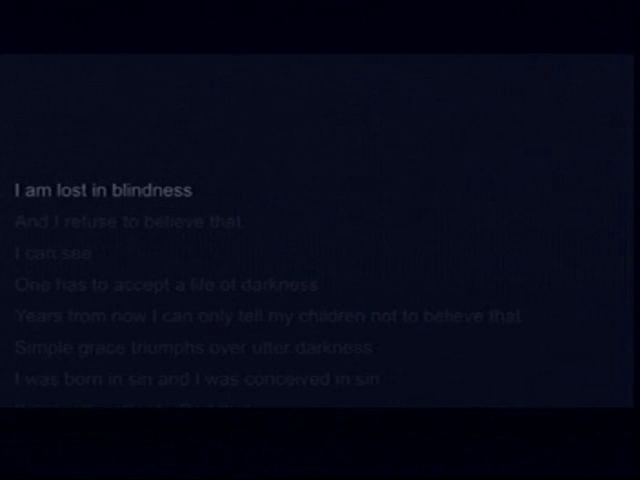 I am lost in blindness
And I refuse to believe that
I can see
One has to accept a life of darkness
Years from now I can only tell my children not to believe that
Simple grace triumphs over utter darkness
I was born in sin and I was conceived in sin